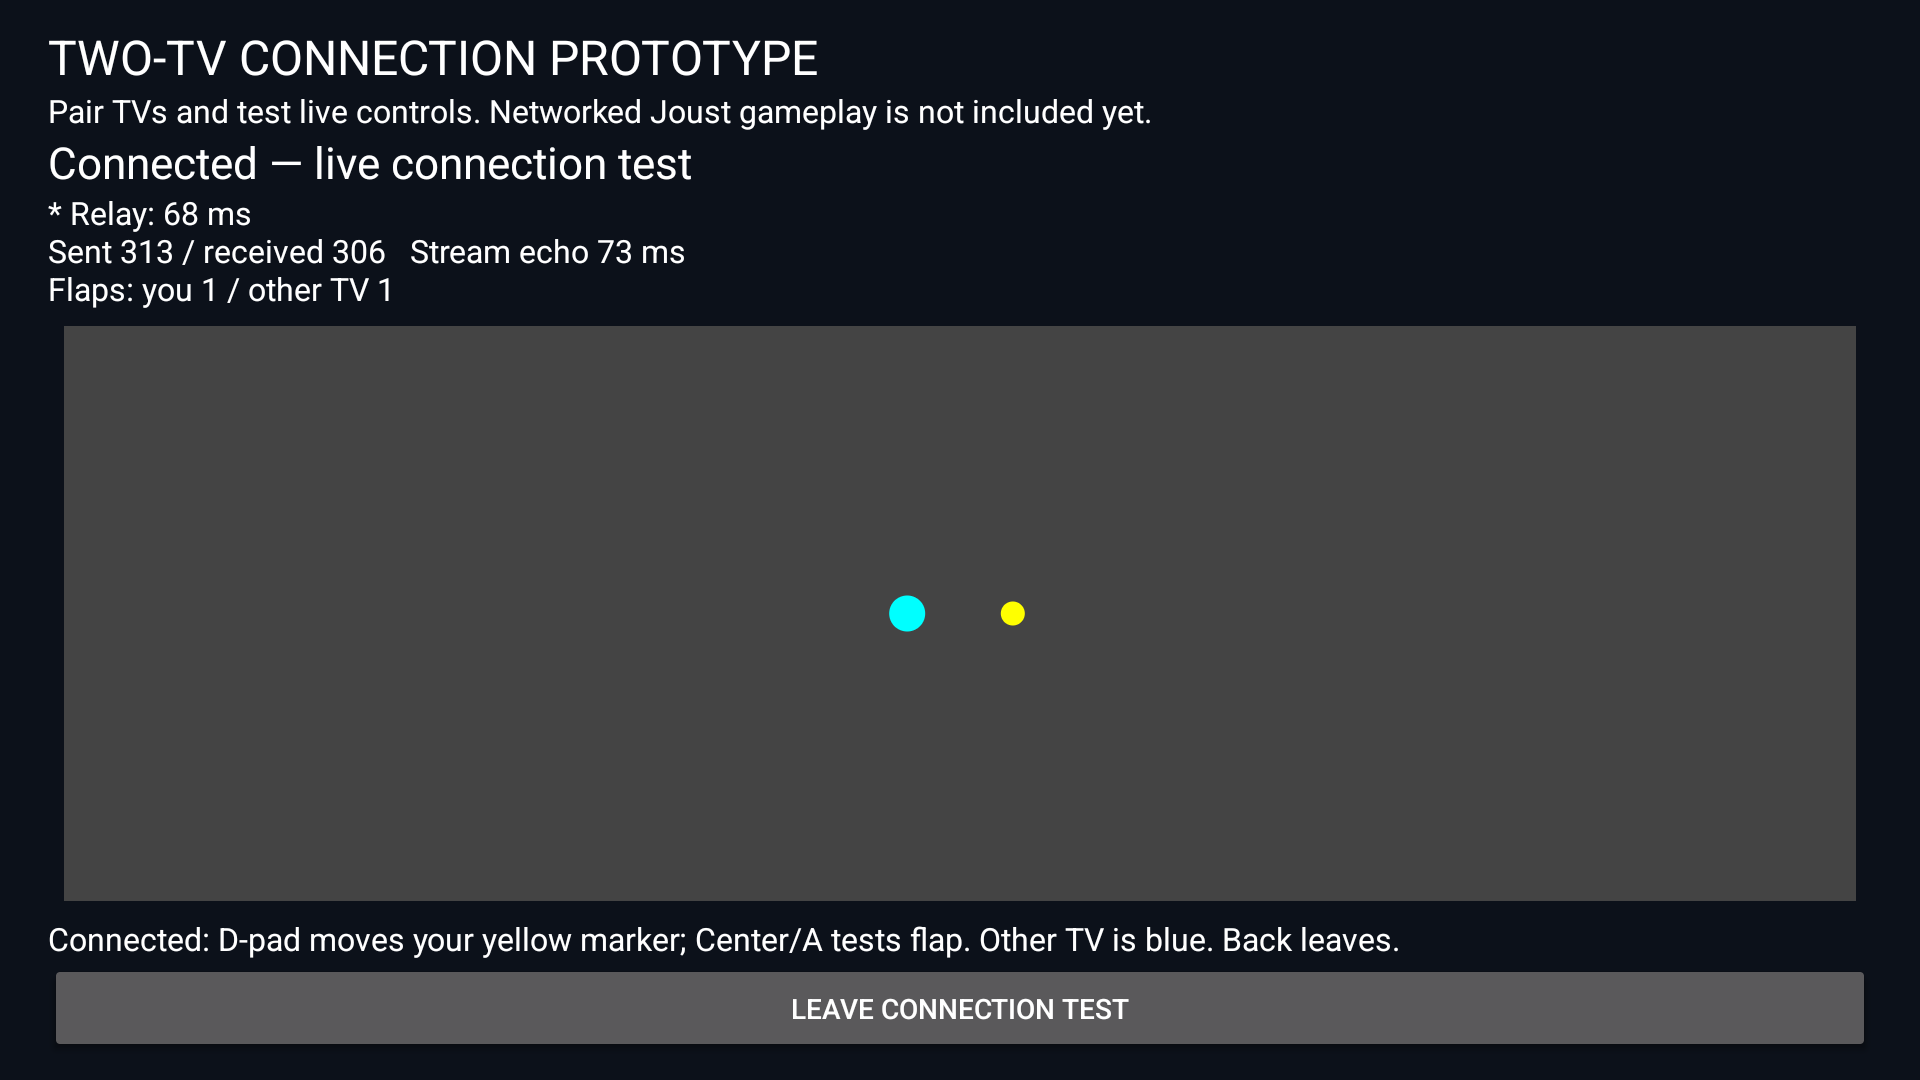 TWO-TV CONNECTION PROTOTYPE
Pair TVs and test live controls. Networked Joust gameplay is not included yet.
Connected — live connection test
* Relay: 68 ms
Sent 313 / received 306   Stream echo 73 ms
Flaps: you 1 / other TV 1
Connected: D-pad moves your yellow marker; Center/A tests flap. Other TV is blue. Back leaves.
LEAVE CONNECTION TEST